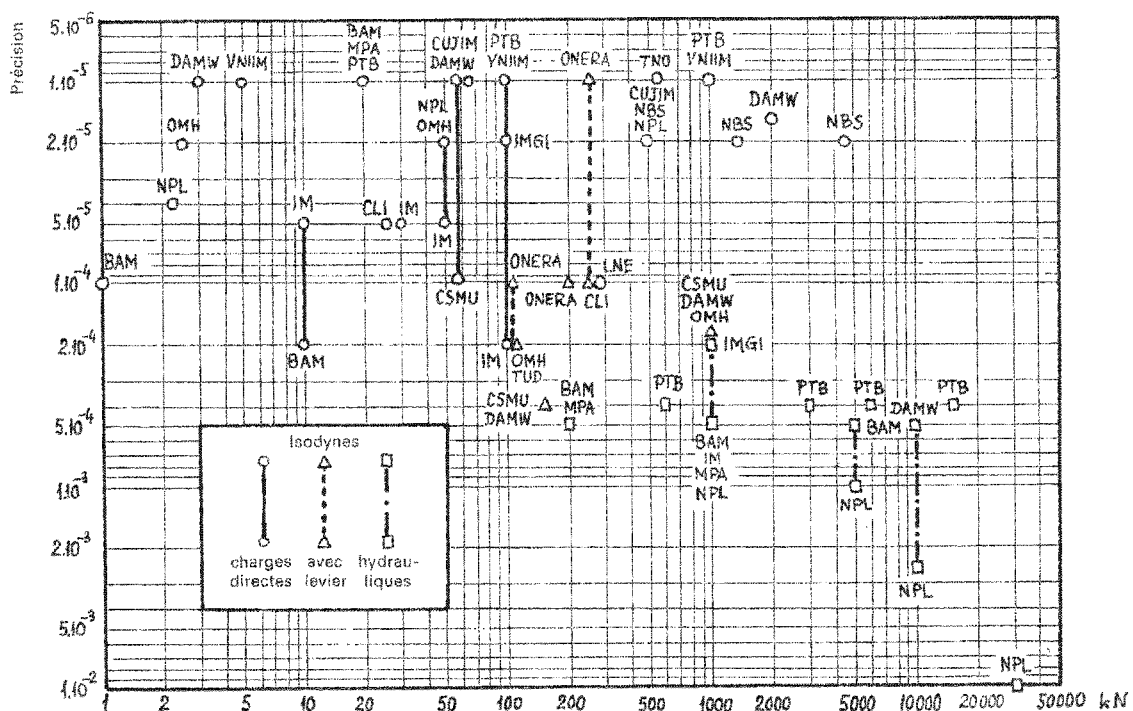 Précision
5.10⁻⁶
BAM
MPA
PTB
CUJIM
DAMW
PTB
VNIIM
ONERA
TNO
PTB
VNIIM
DAMW
VNIIM
1.10⁻⁵
CUJIM
NBS
NPL
DAMW
NPL
OMH
OMH
2.10⁻⁵
IMGI
NBS
NBS
NPL
IM
CLI
IM
5.10⁻⁵
IM
BAM
ONERA
LNE
1.10⁻⁴
CSMU
ONERA
CLI
CSMU
DAMW
OMH
2.10⁻⁴
BAM
IM
OMH
TUD
IMGI
CSMU
DAMW
BAM
MPA
PTB
PTB
PTB
PTB
DAMW
5.10⁻⁴
BAM
BAM
IM
MPA
NPL
1.10⁻³
NPL
2.10⁻³
NPL
5.10⁻³
1.10⁻²
NPL
Isodynes
charges
directes
avec
levier
hydrau-
liques
1 2 5 10 20 50 100 200 500 1000 2000 5000 10000 20000 50000 kN